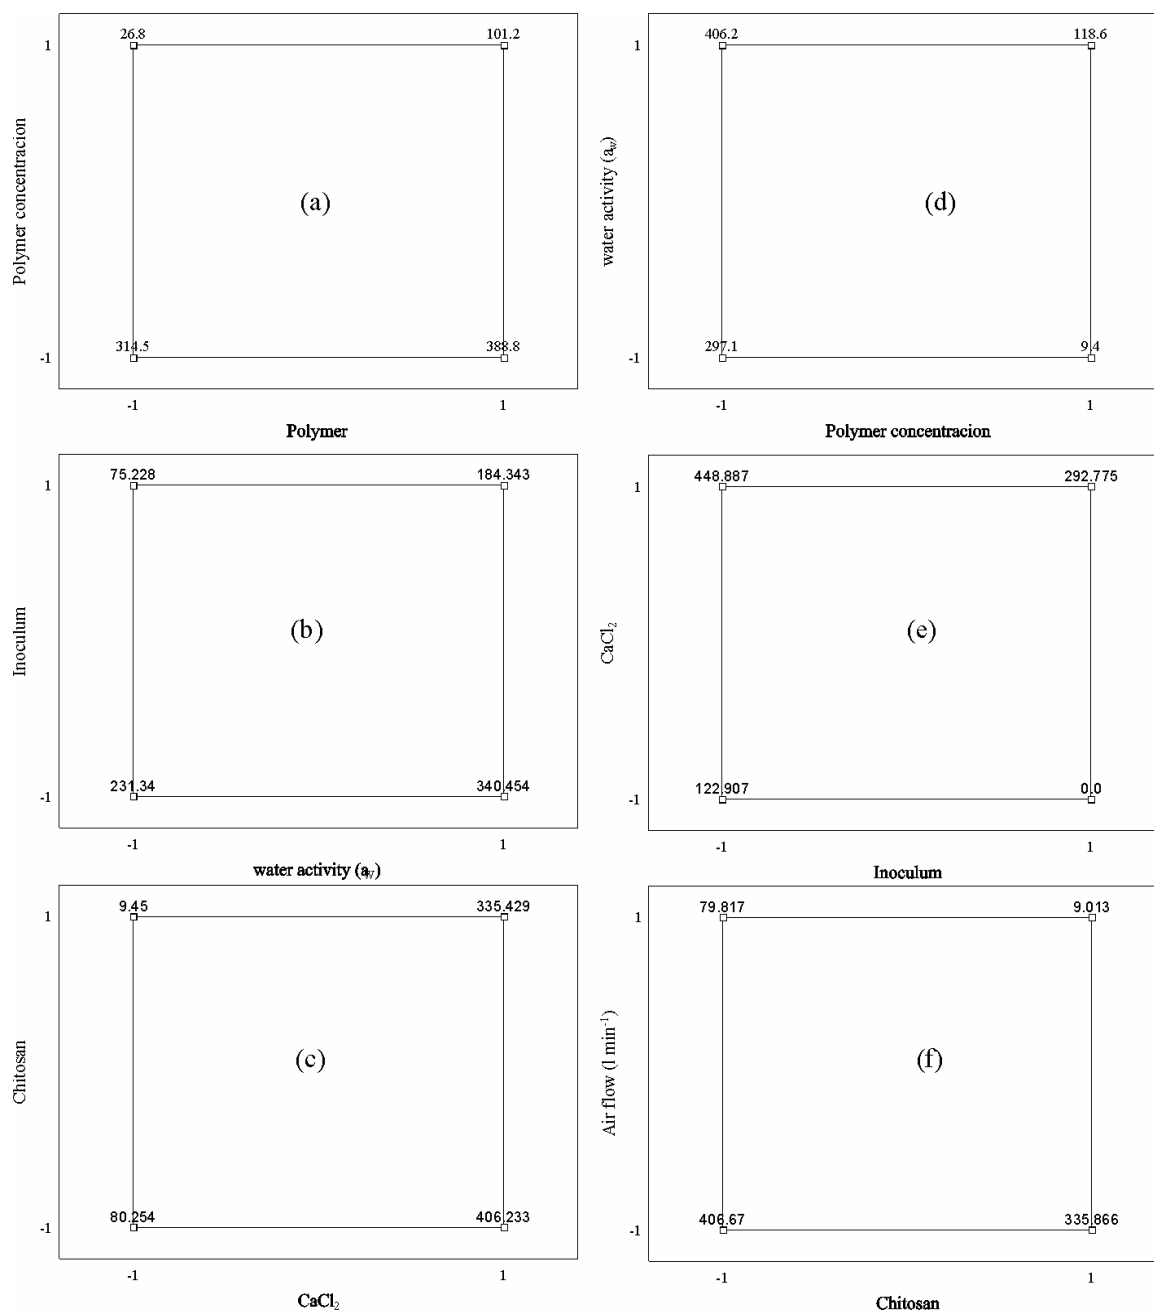 26.8 101.2
1
Polymer concentracion
(a)
314.5 388.8
-1
-1 1
Polymer
406.2 118.6
1
water activity (aw)
(d)
297.1 9.4
-1
-1 1
Polymer concentracion
75.228 184.343
1
Inoculum
(b)
231.34 340.454
-1
-1 1
water activity (aw)
448.887 292.775
1
CaCl2
(e)
122.907 0.0
-1
-1 1
Inoculum
9.45 335.429
1
Chitosan
(c)
80.254 406.233
-1
-1 1
CaCl2
79.817 9.013
1
Air flow (l min-1)
(f)
406.67 335.866
-1
-1 1
Chitosan